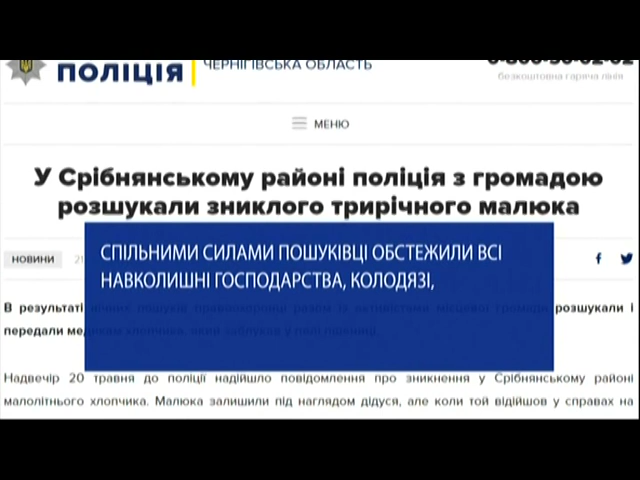 ПОЛІЦІЯ
ЧЕРНІГІВСЬКА ОБЛАСТЬ
безкоштовна гаряча лінія
МЕНЮ
У Срібнянському районі поліція з громадою
розшукали зниклого трирічного малюка
НОВИНИ
СПІЛЬНИМИ СИЛАМИ ПОШУКІВЦІ ОБСТЕЖИЛИ ВСІ
НАВКОЛИШНІ ГОСПОДАРСТВА, КОЛОДЯЗІ,
В результаті розшукали і
передали
Надвечір 20 травня до поліції надійшло повідомлення про зникнення у Срібнянському районі
малолітнього хлопчика. Малюка залишили під наглядом дідуся, але коли той відійшов у справах на